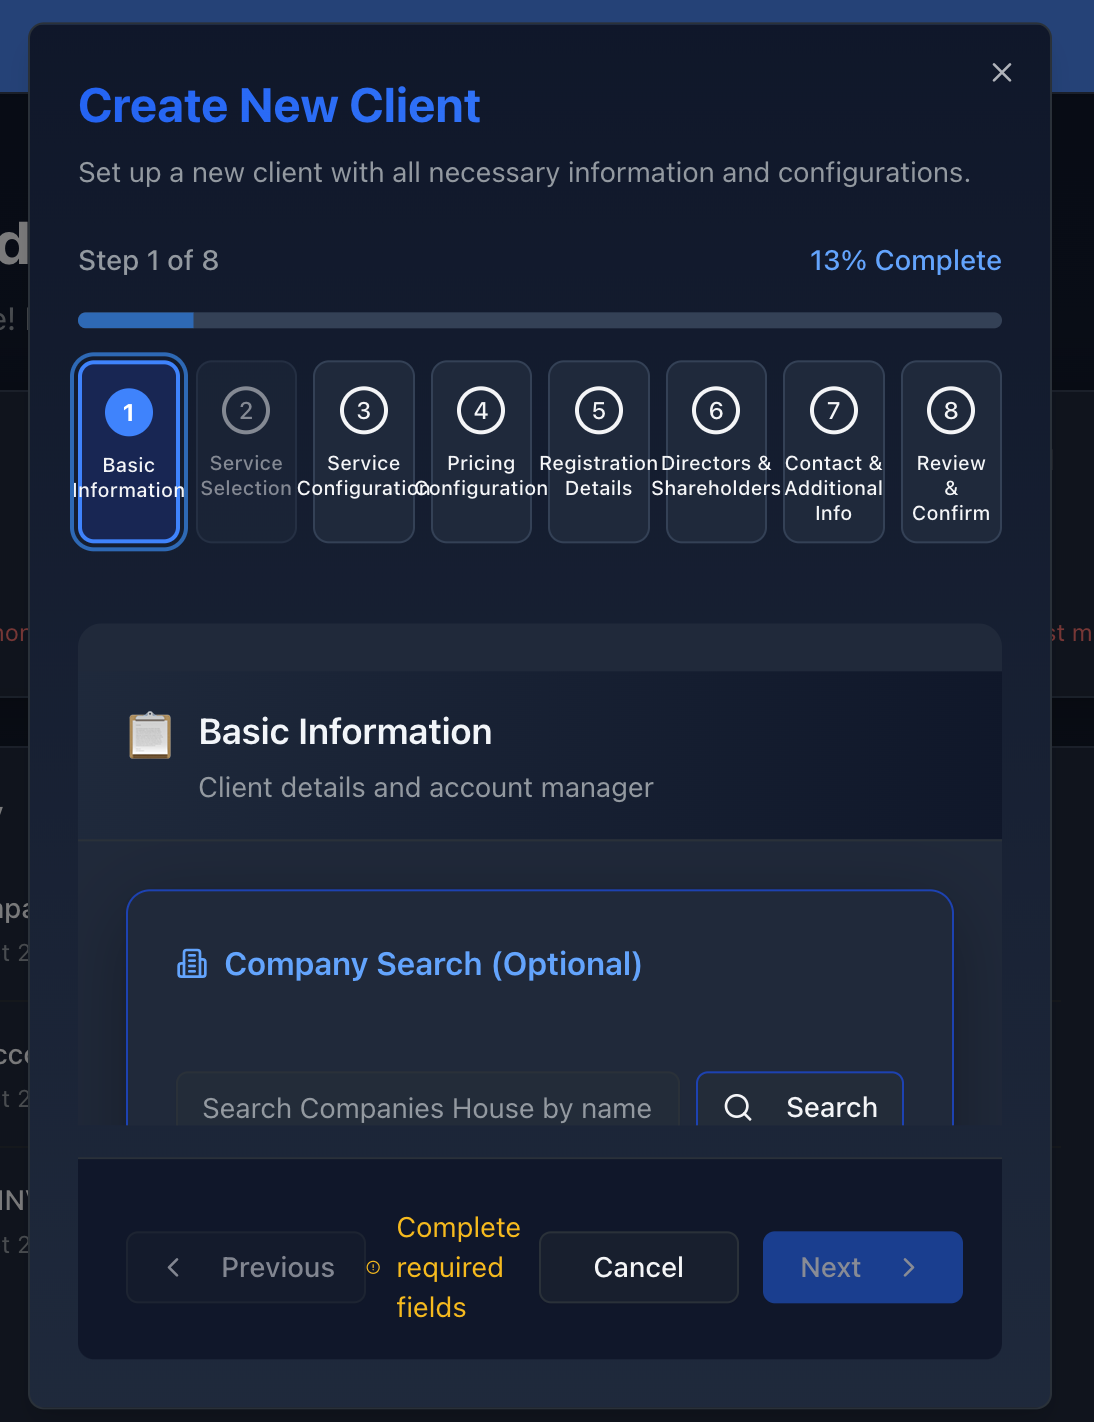 Create New Client
Set up a new client with all necessary information and configurations.
Step 1 of 8
13% Complete
1
Basic
Information
2
Service
Selection
3
Service
Configuration
4
Pricing
Configuration
5
Registration
Details
6
Directors &
Shareholders
7
Contact &
Additional
Info
8
Review
&
Confirm
Basic Information
Client details and account manager
Company Search (Optional)
Search Companies House by name
Search
Previous
Complete
required
fields
Cancel
Next